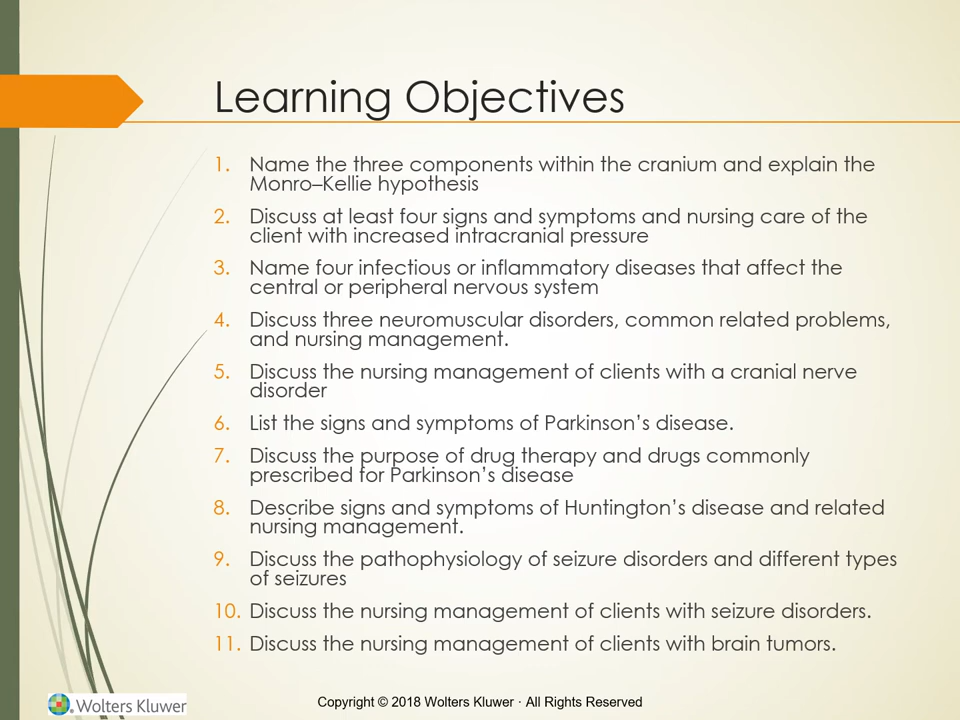 Learning Objectives
1. Name the three components within the cranium and explain the
Monro–Kellie hypothesis
2. Discuss at least four signs and symptoms and nursing care of the
client with increased intracranial pressure
3. Name four infectious or inflammatory diseases that affect the
central or peripheral nervous system
4. Discuss three neuromuscular disorders, common related problems,
and nursing management.
5. Discuss the nursing management of clients with a cranial nerve
disorder
6. List the signs and symptoms of Parkinson’s disease.
7. Discuss the purpose of drug therapy and drugs commonly
prescribed for Parkinson’s disease
8. Describe signs and symptoms of Huntington’s disease and related
nursing management.
9. Discuss the pathophysiology of seizure disorders and different types
of seizures
10. Discuss the nursing management of clients with seizure disorders.
11. Discuss the nursing management of clients with brain tumors.
Wolters Kluwer
Copyright © 2018 Wolters Kluwer · All Rights Reserved